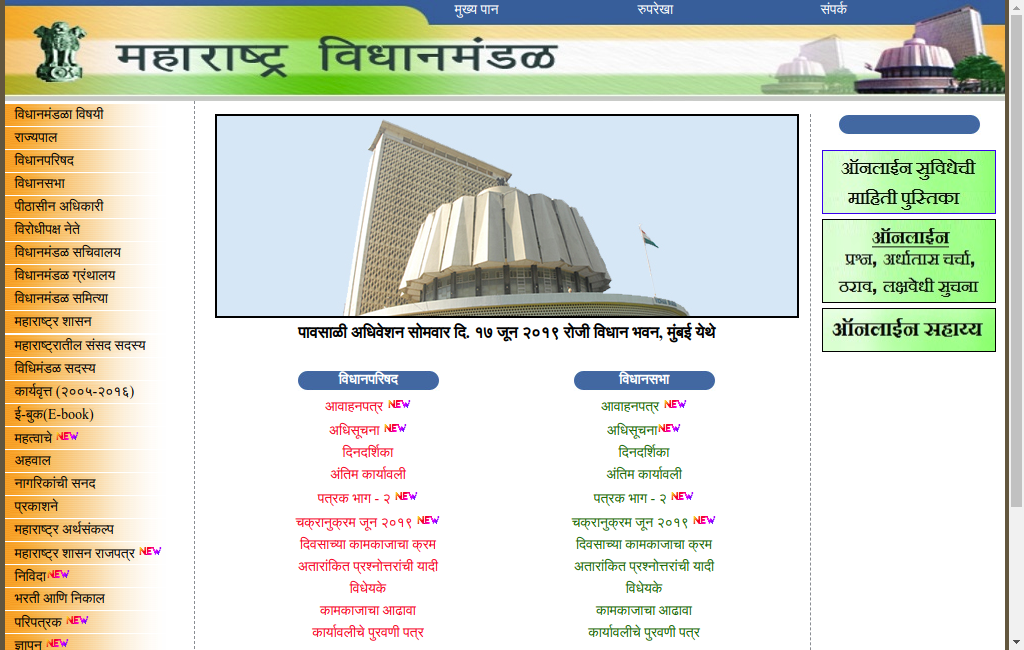 मुख्य पान
रुपरेखा
संपर्क
महाराष्ट्र विधानमंडळ
विधानमंडळा विषयी
राज्यपाल
विधानपरिषद
विधानसभा
पीठासीन अधिकारी
विरोधीपक्ष नेते
विधानमंडळ सचिवालय
विधानमंडळ ग्रंथालय
विधानमंडळ समित्या
महाराष्ट्र शासन
महाराष्ट्रातील संसद सदस्य
विधिमंडळ सदस्य
कार्यवृत्त (२००५-२०१६)
ई-बुक(E-book)
महत्वाचे NEW
अहवाल
नागरिकांची सनद
प्रकाशने
महाराष्ट्र अर्थसंकल्प
महाराष्ट्र शासन राजपत्र NEW
निविदा NEW
भरती आणि निकाल
परिपत्रक NEW
ज्ञापन NEW
पावसाळी अधिवेशन सोमवार दि. १७ जून २०१९ रोजी विधान भवन, मुंबई येथे
विधानपरिषद
आवाहनपत्र NEW
अधिसूचना NEW
दिनदर्शिका
अंतिम कार्यावली
पत्रक भाग - २ NEW
चक्रानुक्रम जून २०१९ NEW
दिवसाच्या कामकाजाचा क्रम
अतारांकित प्रश्नोत्तरांची यादी
विधेयके
कामकाजाचा आढावा
कार्यावलीचे पुरवणी पत्र
विधानसभा
आवाहनपत्र NEW
अधिसूचना NEW
दिनदर्शिका
अंतिम कार्यावली
पत्रक भाग - २ NEW
चक्रानुक्रम जून २०१९ NEW
दिवसाच्या कामकाजाचा क्रम
अतारांकित प्रश्नोत्तरांची यादी
विधेयके
कामकाजाचा आढावा
कार्यावलीचे पुरवणी पत्र
ऑनलाईन सुविधेची
माहिती पुस्तिका
ऑनलाईन
प्रश्न, अर्धातास चर्चा,
ठराव, लक्षवेधी सुचना
ऑनलाईन सहाय्य